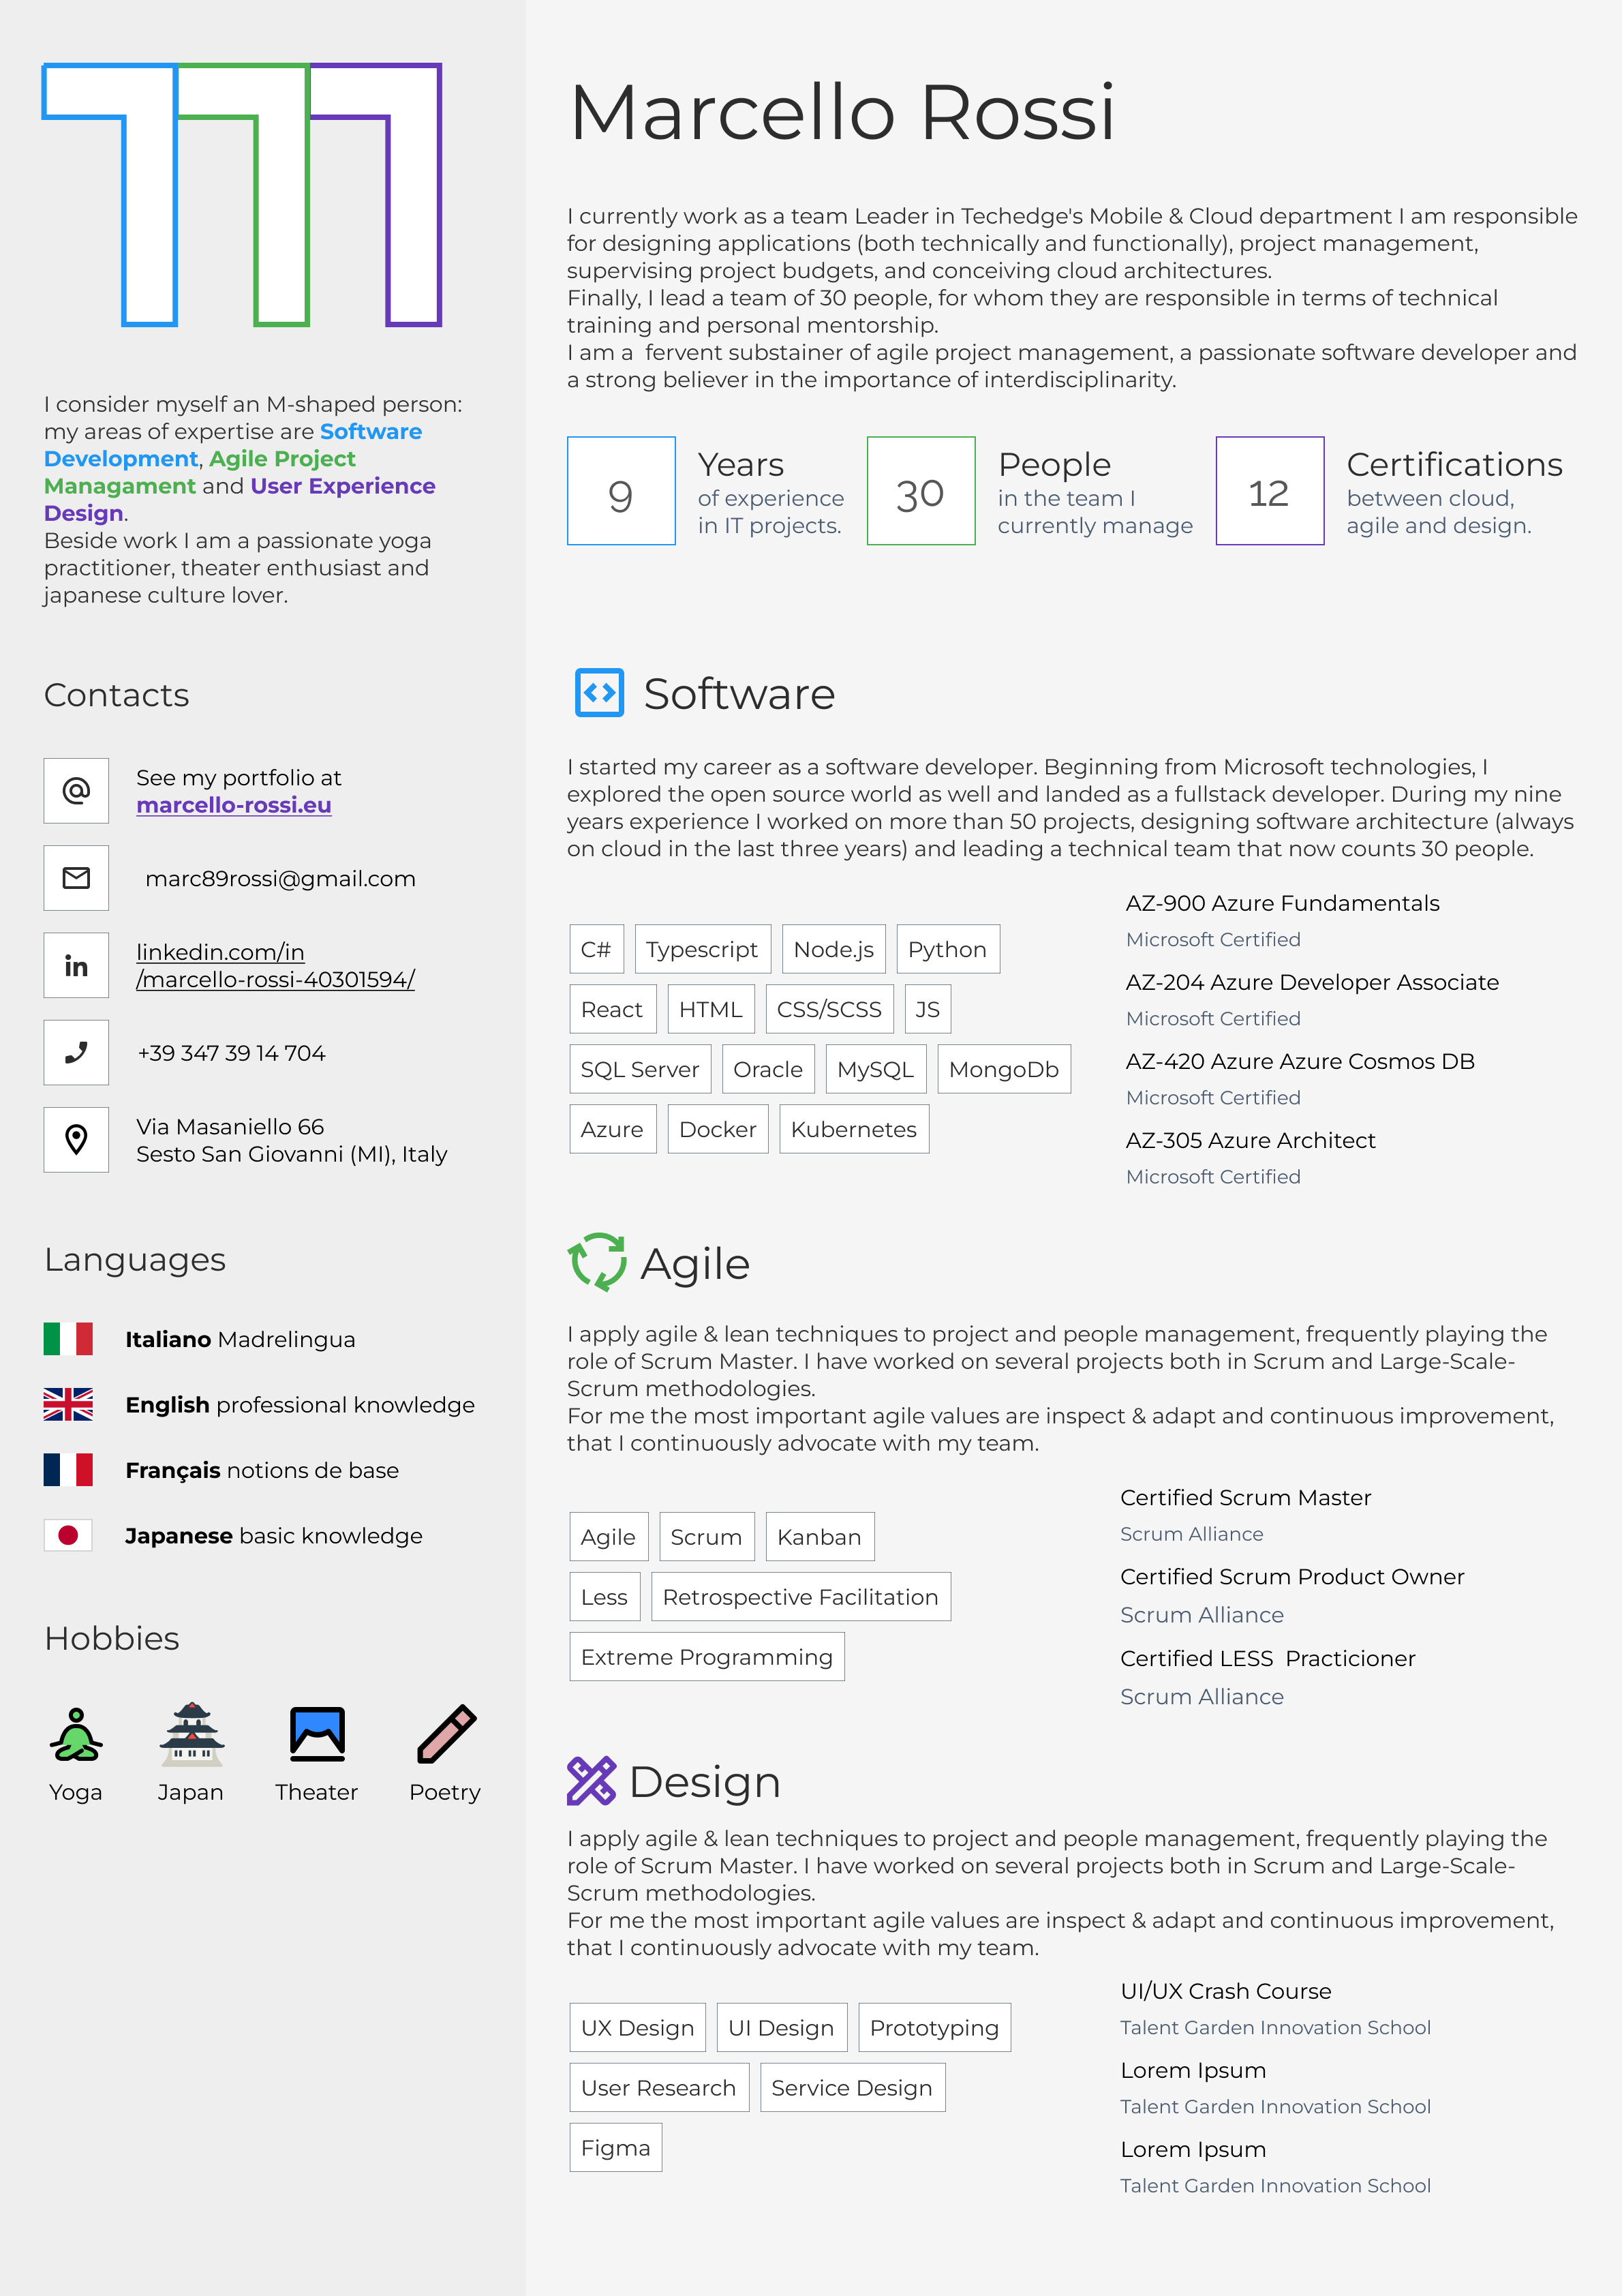 I consider myself an M-shaped person:
my areas of expertise are Software
Development, Agile Project
Managament and User Experience
Design.
Beside work I am a passionate yoga
practitioner, theater enthusiast and
japanese culture lover.
Contacts
See my portfolio at
marcello-rossi.eu
marc89rossi@gmail.com
linkedin.com/in
/marcello-rossi-40301594/
+39 347 39 14 704
Via Masaniello 66
Sesto San Giovanni (MI), Italy
Languages
Italiano Madrelingua
English professional knowledge
Français notions de base
Japanese basic knowledge
Hobbies
Yoga Japan Theater Poetry
Marcello Rossi
I currently work as a team Leader in Techedge's Mobile & Cloud department I am responsible
for designing applications (both technically and functionally), project management,
supervising project budgets, and conceiving cloud architectures.
Finally, I lead a team of 30 people, for whom they are responsible in terms of technical
training and personal mentorship.
I am a  fervent substainer of agile project management, a passionate software developer and
a strong believer in the importance of interdisciplinarity.
9
Years
of experience
in IT projects.
30
People
in the team I
currently manage
12
Certifications
between cloud,
agile and design.
Software
I started my career as a software developer. Beginning from Microsoft technologies, I
explored the open source world as well and landed as a fullstack developer. During my nine
years experience I worked on more than 50 projects, designing software architecture (always
on cloud in the last three years) and leading a technical team that now counts 30 people.
C# Typescript Node.js Python
React HTML CSS/SCSS JS
SQL Server Oracle MySQL MongoDb
Azure Docker Kubernetes
AZ-900 Azure Fundamentals
Microsoft Certified
AZ-204 Azure Developer Associate
Microsoft Certified
AZ-420 Azure Azure Cosmos DB
Microsoft Certified
AZ-305 Azure Architect
Microsoft Certified
Agile
I apply agile & lean techniques to project and people management, frequently playing the
role of Scrum Master. I have worked on several projects both in Scrum and Large-Scale-
Scrum methodologies.
For me the most important agile values are inspect & adapt and continuous improvement,
that I continuously advocate with my team.
Agile Scrum Kanban
Less Retrospective Facilitation
Extreme Programming
Certified Scrum Master
Scrum Alliance
Certified Scrum Product Owner
Scrum Alliance
Certified LESS  Practicioner
Scrum Alliance
Design
I apply agile & lean techniques to project and people management, frequently playing the
role of Scrum Master. I have worked on several projects both in Scrum and Large-Scale-
Scrum methodologies.
For me the most important agile values are inspect & adapt and continuous improvement,
that I continuously advocate with my team.
UX Design UI Design Prototyping
User Research Service Design
Figma
UI/UX Crash Course
Talent Garden Innovation School
Lorem Ipsum
Talent Garden Innovation School
Lorem Ipsum
Talent Garden Innovation School